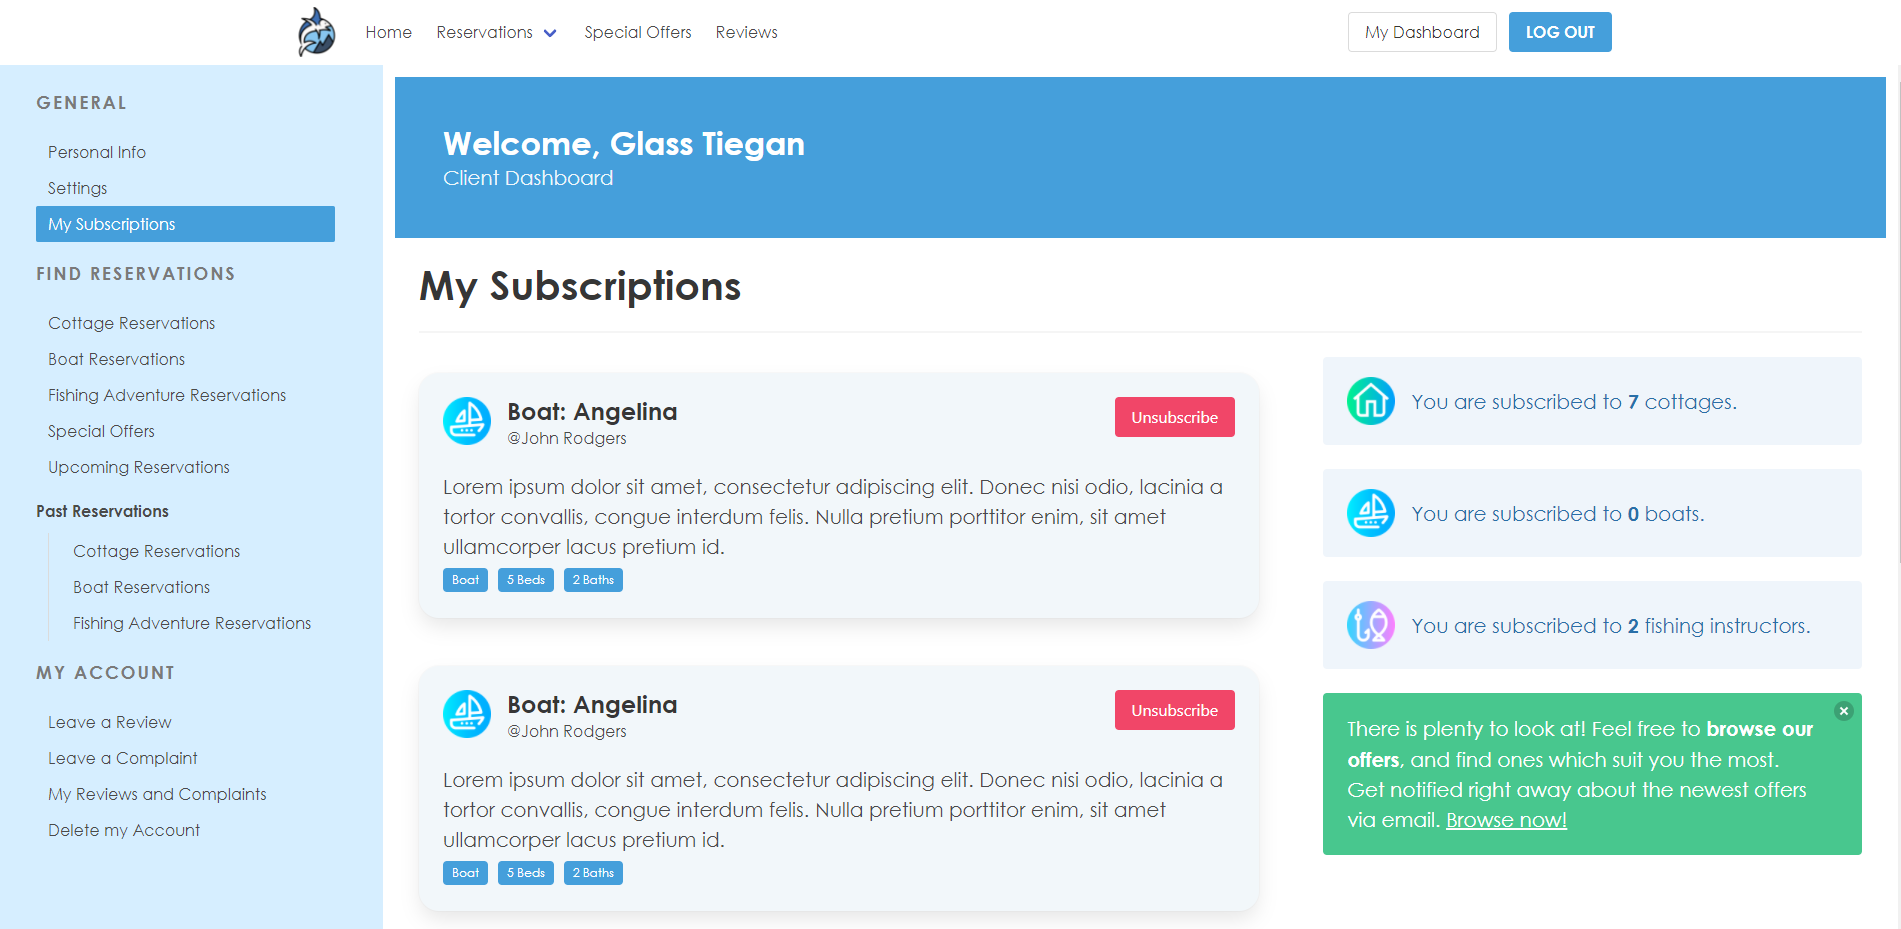 Home
Reservations
Special Offers
Reviews
My Dashboard
LOG OUT
GENERAL
Personal Info
Settings
My Subscriptions
FIND RESERVATIONS
Cottage Reservations
Boat Reservations
Fishing Adventure Reservations
Special Offers
Upcoming Reservations
Past Reservations
Cottage Reservations
Boat Reservations
Fishing Adventure Reservations
MY ACCOUNT
Leave a Review
Leave a Complaint
My Reviews and Complaints
Delete my Account
Welcome, Glass Tiegan
Client Dashboard
My Subscriptions
Boat: Angelina
@John Rodgers
Unsubscribe
Lorem ipsum dolor sit amet, consectetur adipiscing elit. Donec nisi odio, lacinia a
tortor convallis, congue interdum felis. Nulla pretium porttitor enim, sit amet
ullamcorper lacus pretium id.
Boat
5 Beds
2 Baths
Boat: Angelina
@John Rodgers
Unsubscribe
Lorem ipsum dolor sit amet, consectetur adipiscing elit. Donec nisi odio, lacinia a
tortor convallis, congue interdum felis. Nulla pretium porttitor enim, sit amet
ullamcorper lacus pretium id.
Boat
5 Beds
2 Baths
You are subscribed to 7 cottages.
You are subscribed to 0 boats.
You are subscribed to 2 fishing instructors.
There is plenty to look at! Feel free to browse our
offers, and find ones which suit you the most.
Get notified right away about the newest offers
via email. Browse now!